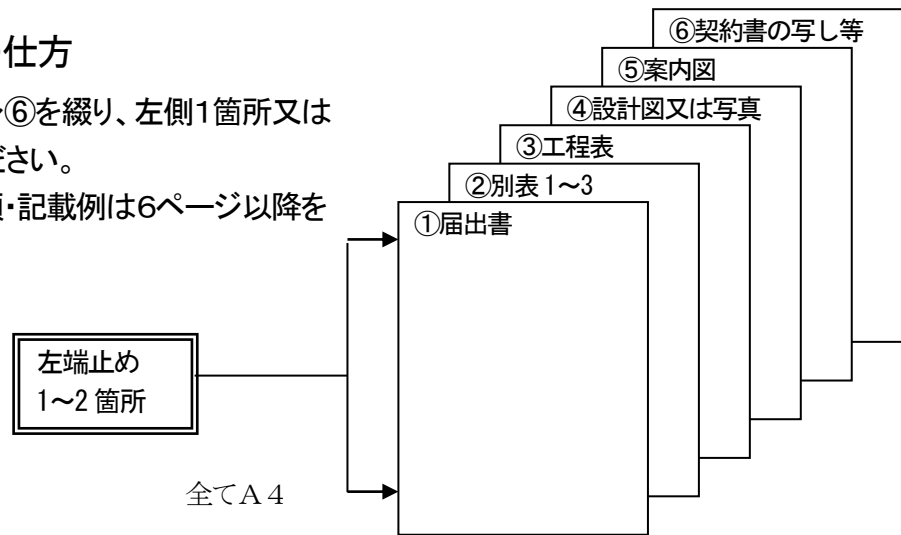 仕方
⑥を綴り、左側1箇所又は
ださい。
・記載例は6ページ以降を
⑥契約書の写し等
⑤案内図
④設計図又は写真
③工程表
②別表 1~3
①届出書
左端止め
1~2 箇所
全てA4